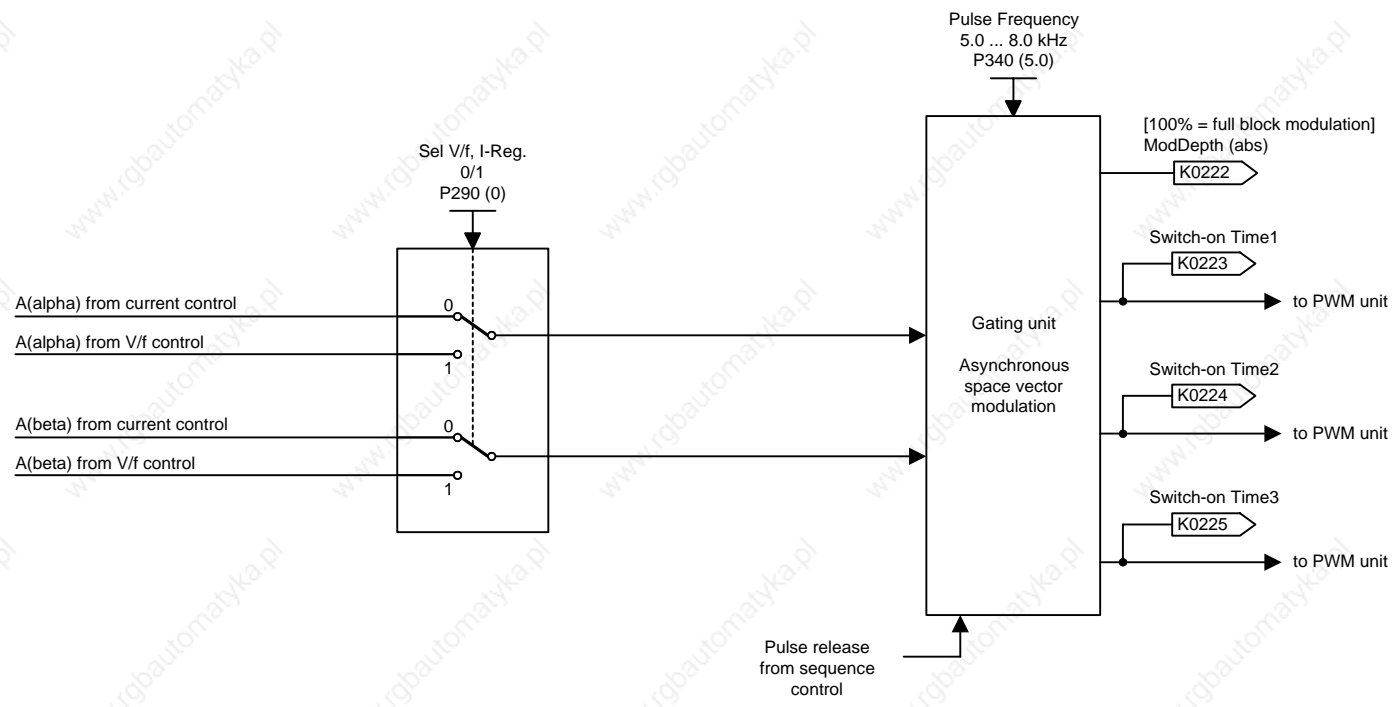 Pulse Frequency
5.0 ... 8.0 kHz
P340 (5.0)
[100% = full block modulation]
ModDepth (abs)
K0222
Sel V/f, I-Reg.
0/1
P290 (0)
Switch-on Time1
K0223
to PWM unit
A(alpha) from current control
0
A(alpha) from V/f control
1
Gating unit
Asynchronous
space vector
modulation
Switch-on Time2
K0224
to PWM unit
A(beta) from current control
0
A(beta) from V/f control
1
Switch-on Time3
K0225
to PWM unit
Pulse release
from sequence
control
www.rgbautomatyka.pl